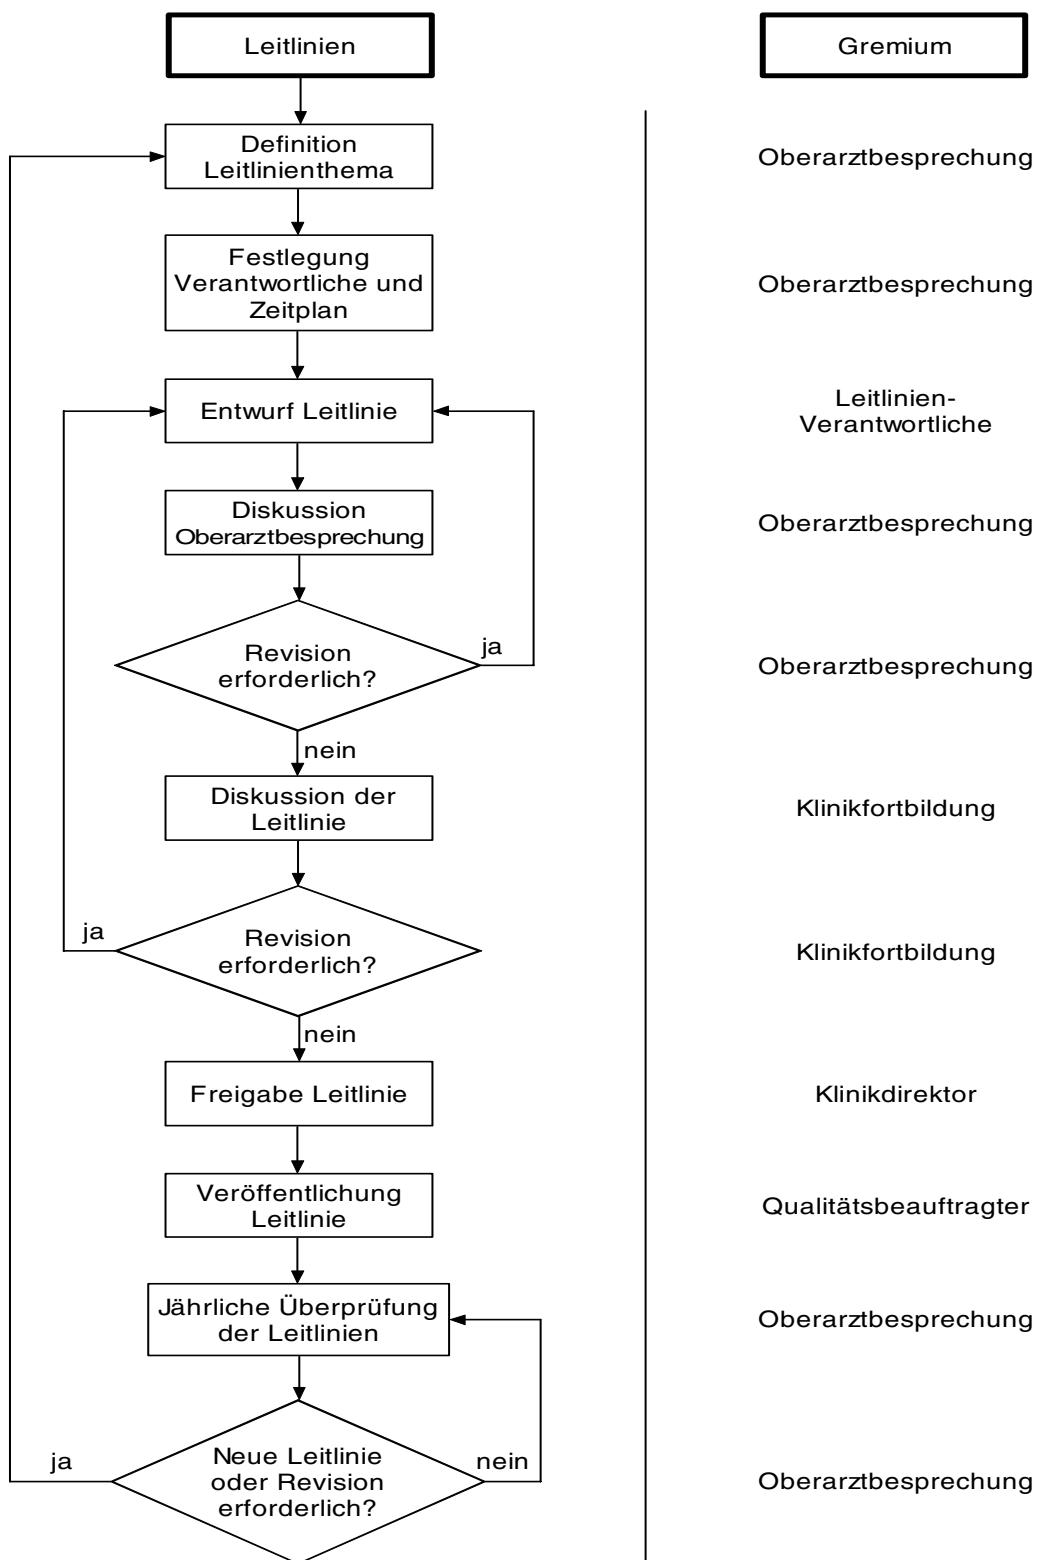 Leitlinien
Gremium
Definition
Leitlinienthema
Oberarztbesprechung
Festlegung
Verantwortliche und
Zeitplan
Oberarztbesprechung
Entwurf Leitlinie
Leitlinien-
Verantwortliche
Diskussion
Oberarztbesprechung
Oberarztbesprechung
Revision
erforderlich?
ja
Oberarztbesprechung
nein
Diskussion der
Leitlinie
Klinikfortbildung
ja
Revision
erforderlich?
Klinikfortbildung
nein
Freigabe Leitlinie
Klinikdirektor
Veröffentlichung
Leitlinie
Qualitätsbeauftragter
Jährliche Überprüfung
der Leitlinien
Oberarztbesprechung
ja
Neue Leitlinie
oder Revision
erforderlich?
nein
Oberarztbesprechung